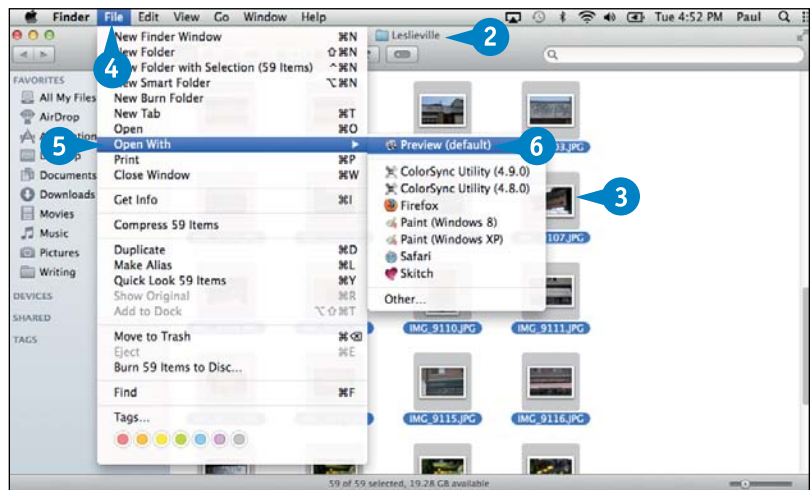 Finder File Edit View Go Window Help Tue 4:52 PM Paul
2
Leslieville
4
New Finder Window ⌘N
New Folder ⇧⌘N
New Folder with Selection (59 Items) ^⌘N
New Smart Folder ⌥⌘N
New Burn Folder
New Tab ⌘T
Open ⌘O
5
Open With
Print ⌘P
Close Window ⌘W
Get Info ⌘I
Compress 59 Items
Duplicate ⌘D
Make Alias ⌘L
Quick Look 59 Items ⌘Y
Show Original ⌘R
Add to Dock ⌥⇧⌘T
Move to Trash ⌘⌫
Eject ⌘E
Burn 59 Items to Disc...
Find ⌘F
Tags...
FAVORITES
All My Files
AirDrop
Documents
Downloads
Movies
Music
Pictures
Writing
DEVICES
SHARED
TAGS
Preview (default)
6
ColorSync Utility (4.9.0)
ColorSync Utility (4.8.0)
Firefox
Paint (Windows 8)
Paint (Windows XP)
Safari
Skitch
Other...
03.JPG
3
107.JPG
IMG_9110.JPG
IMG_9111.JPG
IMG_9115.JPG
IMG_9116.JPG
59 of 59 selected, 19.28 GB available